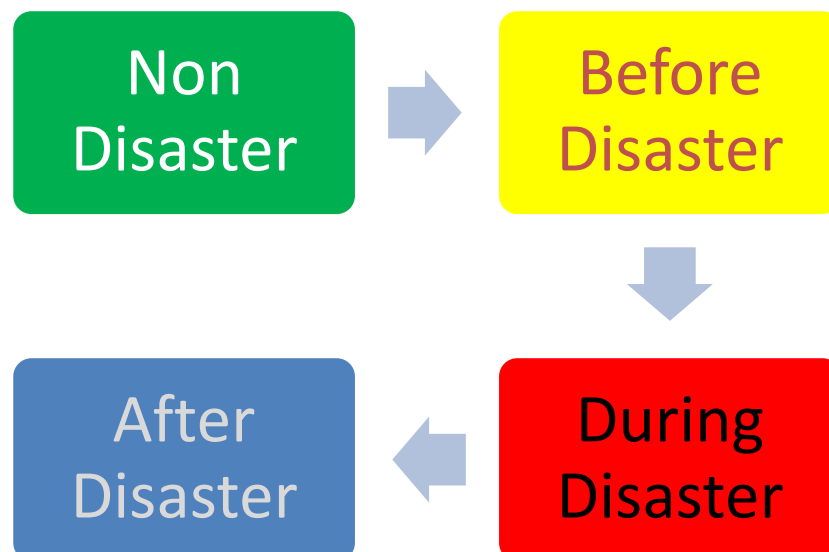 Non
Disaster
Before
Disaster
During
Disaster
After
Disaster